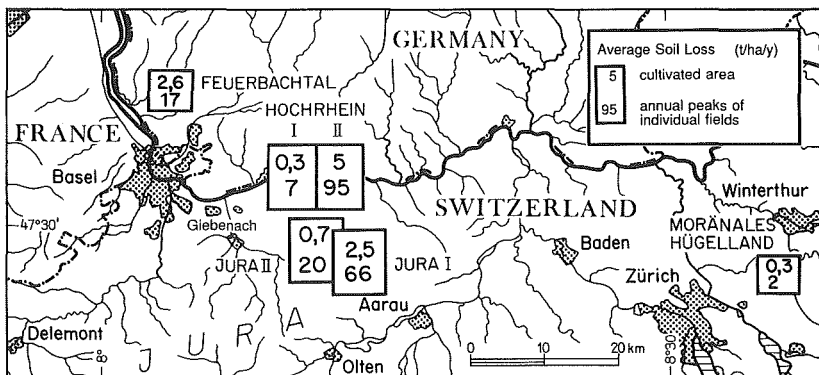 GERMANY
Average Soil Loss (t/ha/y)
5 cultivated area
95 annual peaks of
individual fields
2,6
17
FEUERBACHTAL
HOCHRHEIN
I II
FRANCE
Basel
0,3
7
5
95
Winterthur
SWITZERLAND
47°30'
Giebenach
MORÄNALES
HÜGELLAND
0,7
20
2,5
66
JURA II
JURA I
Baden
Zürich
0,3
2
Aarau
Delemont
JURA
Olten
8°
0 10 20 km
8°30'